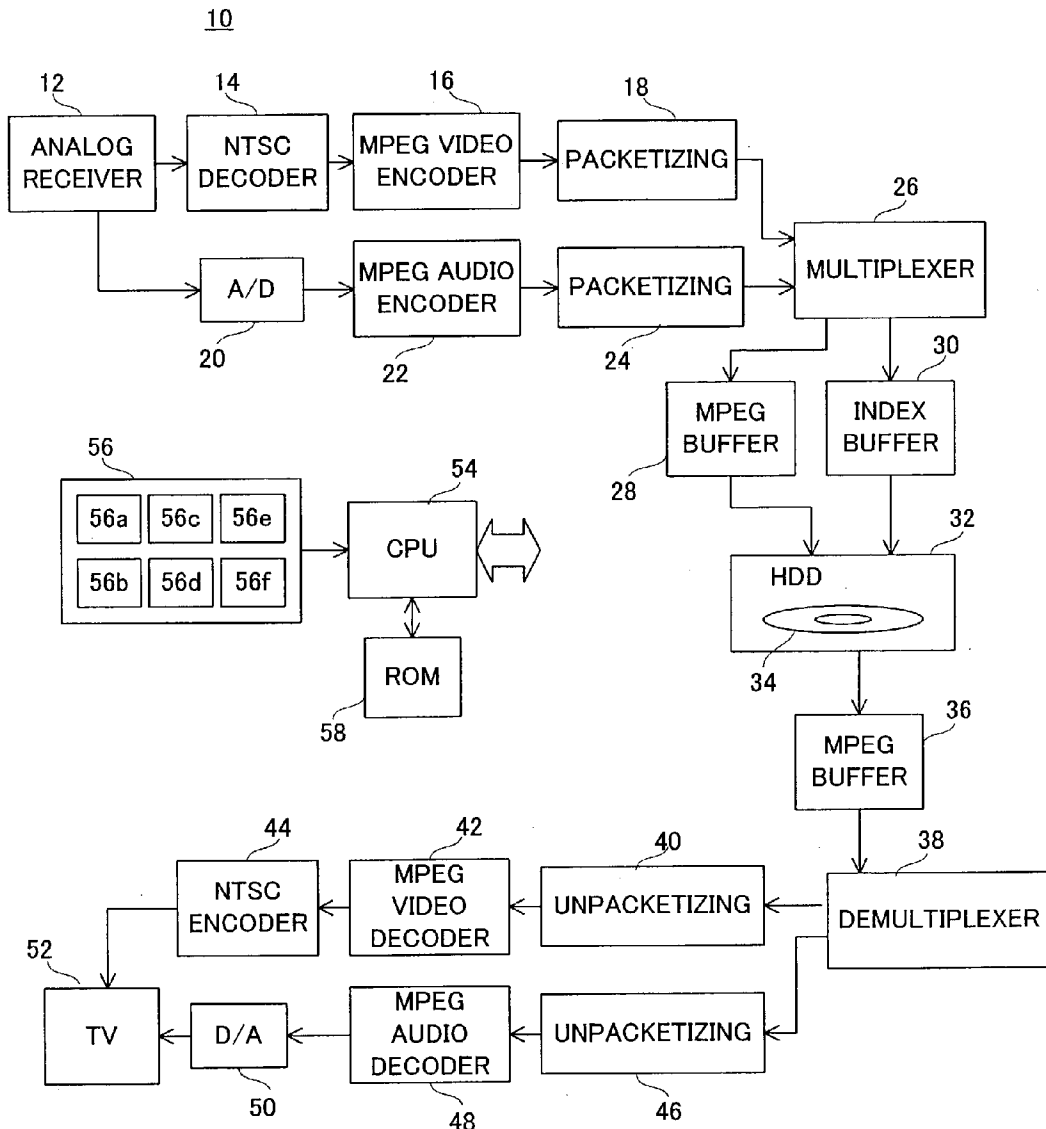 10
12
14
16
18
ANALOG
RECEIVER
NTSC
DECODER
MPEG VIDEO
ENCODER
PACKETIZING
26
MULTIPLEXER
A/D
MPEG AUDIO
ENCODER
PACKETIZING
20
22
24
30
MPEG
BUFFER
INDEX
BUFFER
28
56
54
56a
56c
56e
56b
56d
56f
CPU
32
HDD
34
ROM
58
36
MPEG
BUFFER
44
42
40
38
NTSC
ENCODER
MPEG
VIDEO
DECODER
UNPACKETIZING
DEMULTIPLEXER
52
TV
D/A
MPEG
AUDIO
DECODER
UNPACKETIZING
50
48
46